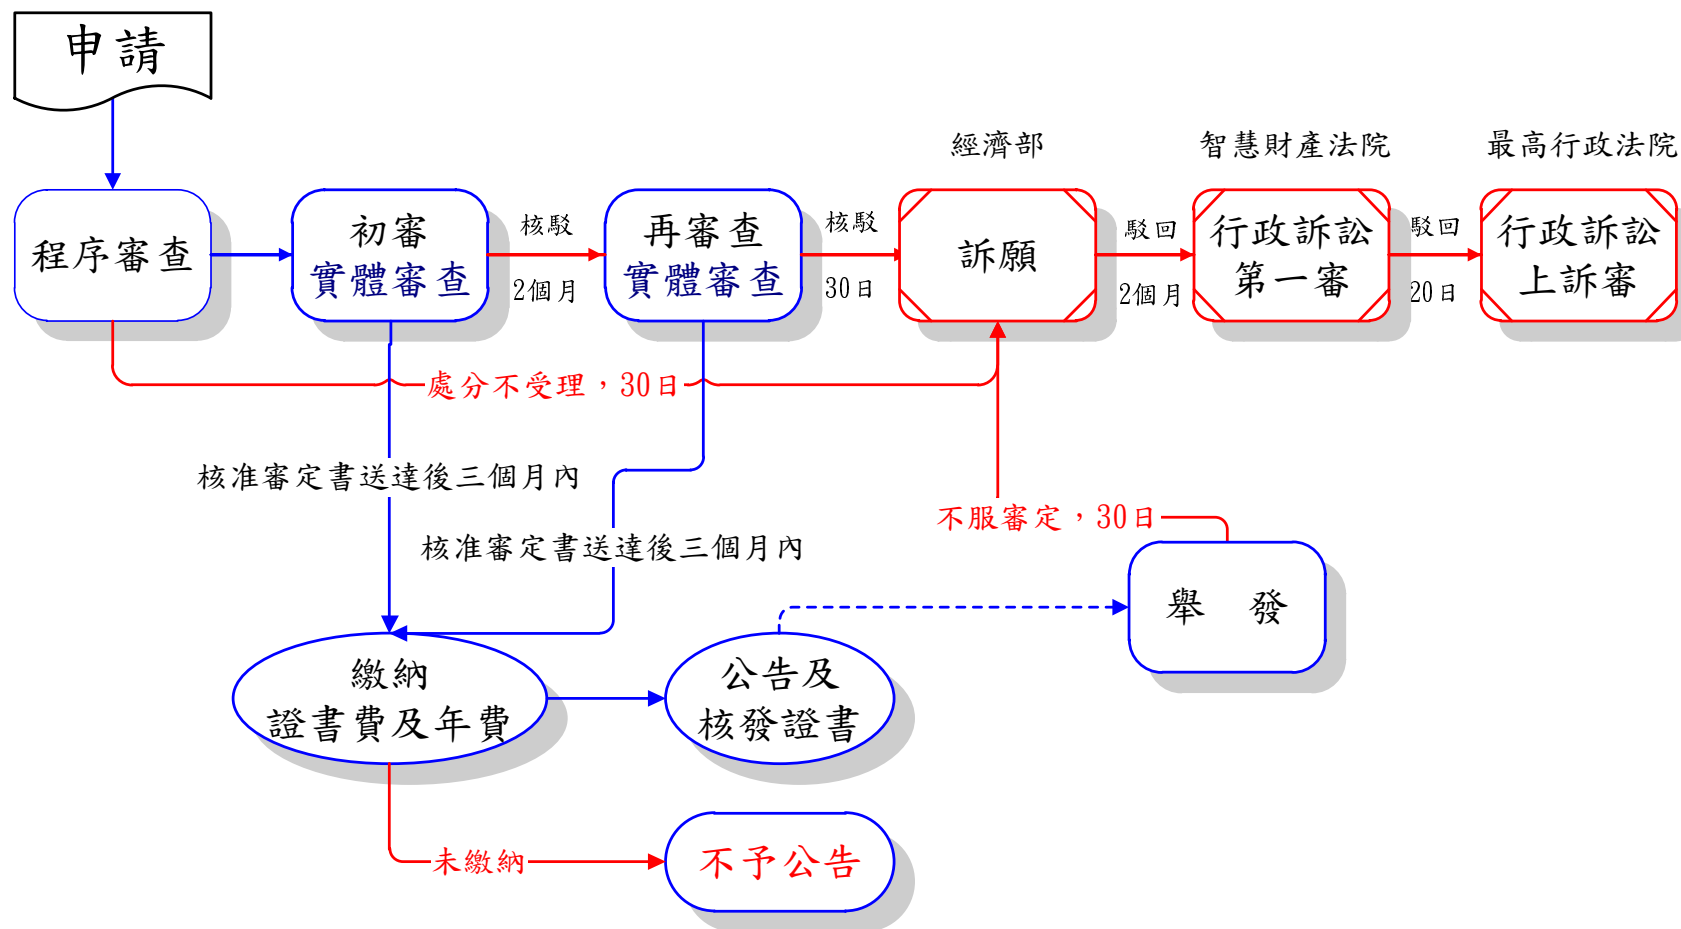 申請
經濟部
智慧財產法院
最高行政法院
程序審查
初審
實體審查
核駁
2個月
再審查
實體審查
核駁
30日
訴願
駁回
2個月
行政訴訟
第一審
駁回
20日
行政訴訟
上訴審
處分不受理，30日
核准審定書送達後三個月內
核准審定書送達後三個月內
不服審定，30日
舉 發
繳納
證書費及年費
公告及
核發證書
未繳納
不予公告